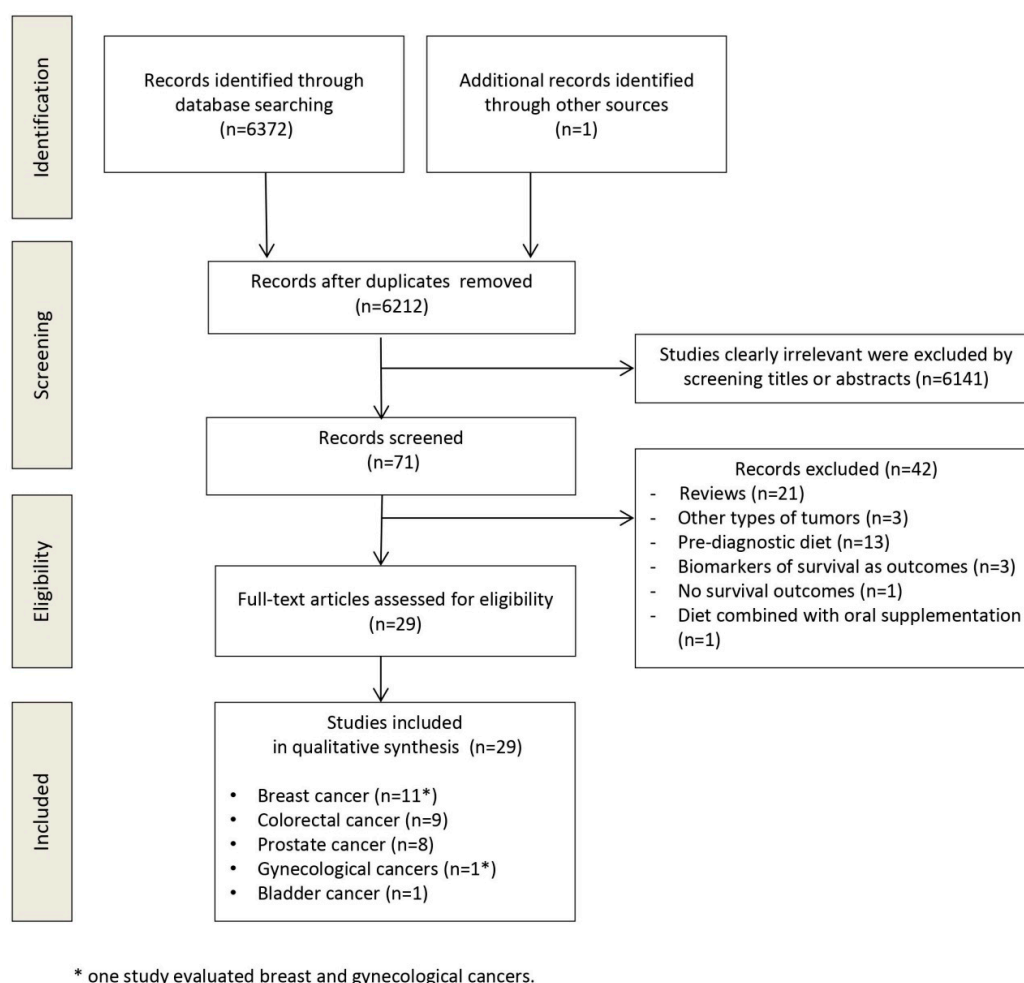 Identification
Records identified through
database searching
(n=6372)
Additional records identified
through other sources
(n=1)
Screening
Records after duplicates removed
(n=6212)
Studies clearly irrelevant were excluded by
screening titles or abstracts (n=6141)
Records screened
(n=71)
Records excluded (n=42)
- Reviews (n=21)
- Other types of tumors (n=3)
- Pre-diagnostic diet (n=13)
- Biomarkers of survival as outcomes (n=3)
- No survival outcomes (n=1)
- Diet combined with oral supplementation
(n=1)
Eligibility
Full-text articles assessed for eligibility
(n=29)
Included
Studies included
in qualitative synthesis (n=29)
• Breast cancer (n=11*)
• Colorectal cancer (n=9)
• Prostate cancer (n=8)
• Gynecological cancers (n=1*)
• Bladder cancer (n=1)
* one study evaluated breast and gynecological cancers.